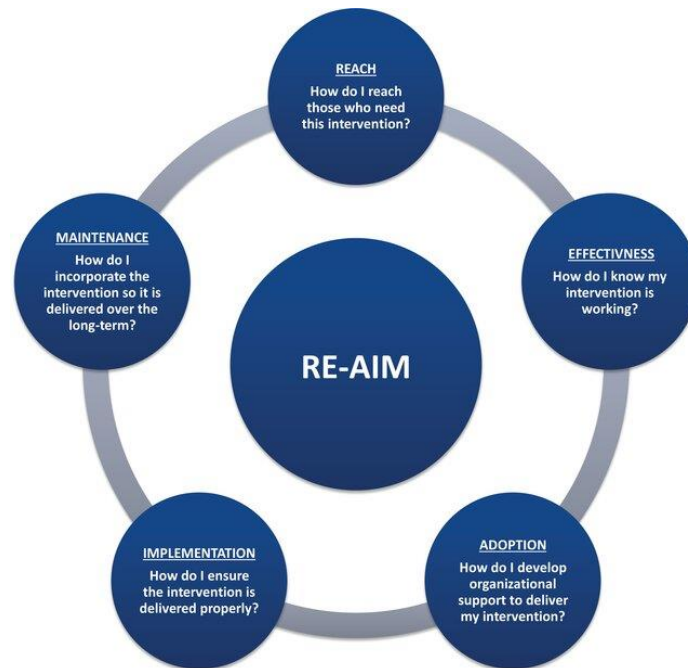 REACH
How do I reach
those who need
this intervention?
EFFECTIVNESS
How do I know my
intervention is
working?
ADOPTION
How do I develop
organizational
support to deliver
my intervention?
IMPLEMENTATION
How do I ensure
the intervention is
delivered properly?
MAINTENANCE
How do I
incorporate the
intervention so it is
delivered over the
long-term?
RE-AIM